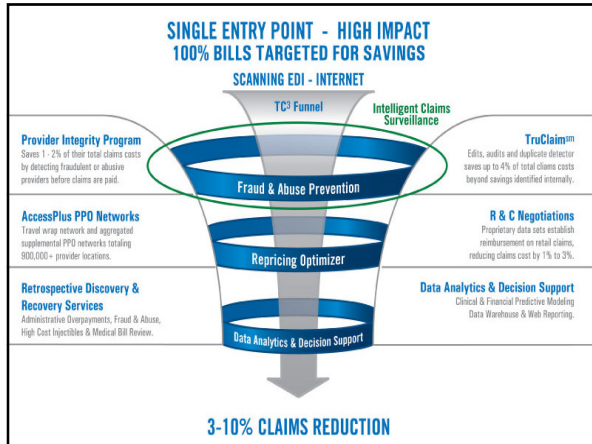 SINGLE ENTRY POINT - HIGH IMPACT
100% BILLS TARGETED FOR SAVINGS
SCANNING EDI - INTERNET
TC³ Funnel
Intelligent Claims
Surveillance
Provider Integrity Program
Saves 1 - 2% of their total claims costs
by detecting fraudulent or abusive
providers before claims are paid.
TruClaim℠
Edits, audits and duplicate detector
saves up to 4% of total claims costs
beyond savings identified internally.
Fraud & Abuse Prevention
AccessPlus PPO Networks
Travel wrap network and aggregated
supplemental PPO networks totaling
900,000+ provider locations.
R & C Negotiations
Proprietary data sets establish
reimbursement on retail claims,
reducing claims cost by 1% to 3%.
Repricing Optimizer
Retrospective Discovery &
Recovery Services
Administrative Overpayments, Fraud & Abuse,
High Cost Injectibles & Medical Bill Review.
Data Analytics & Decision Support
Clinical & Financial Predictive Modeling
Data Warehouse & Web Reporting.
Data Analytics & Decision Support
3-10% CLAIMS REDUCTION